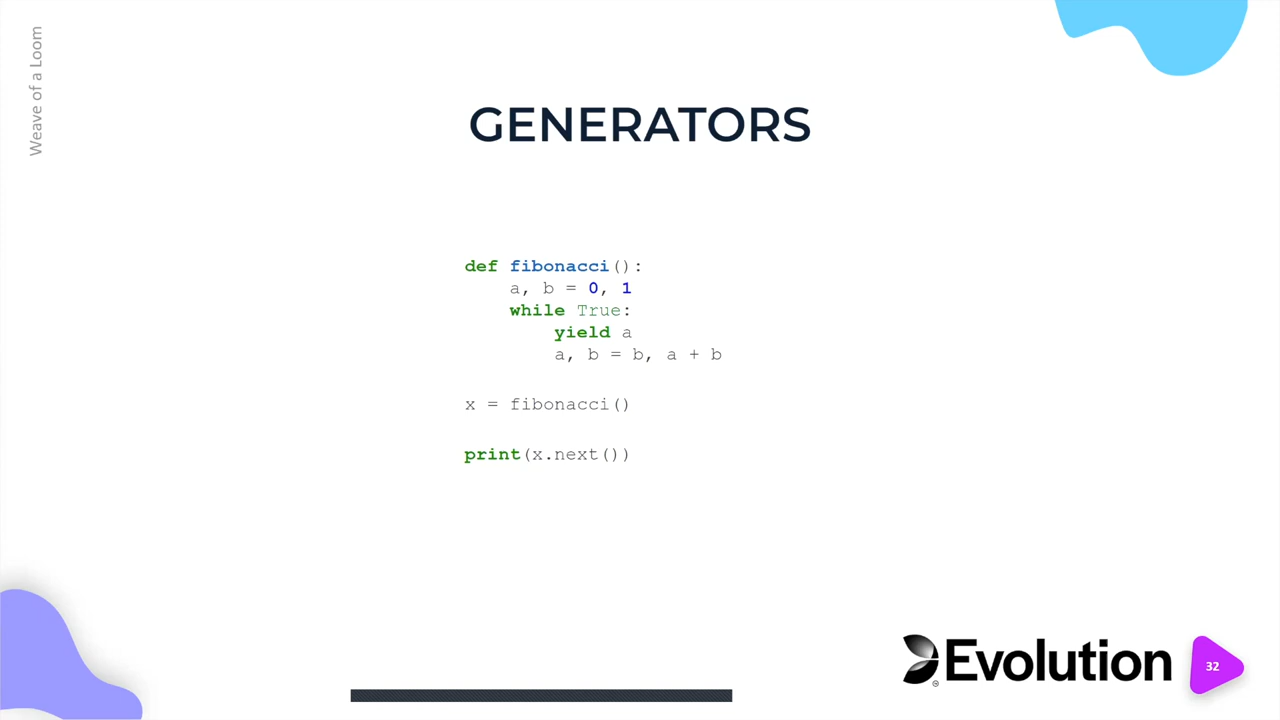 Weave of a Loom
GENERATORS
def fibonacci():
    a, b = 0, 1
    while True:
        yield a
        a, b = b, a + b
x = fibonacci()
print(x.next())
Evolution
®
32